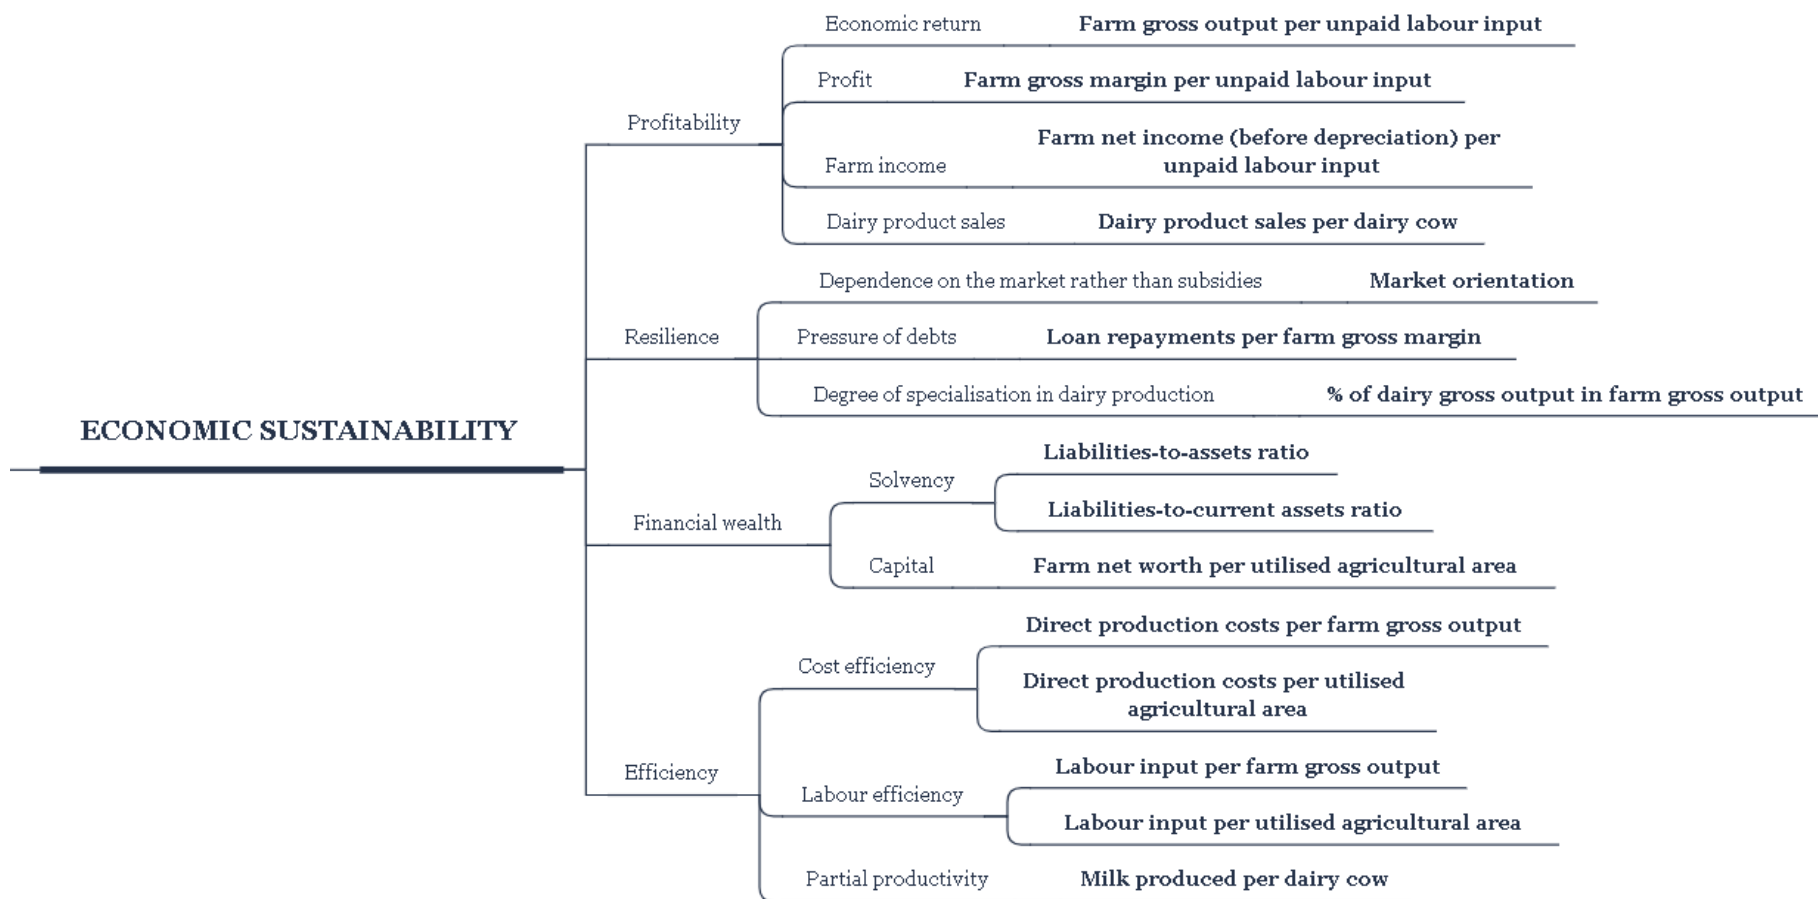 Economic return
Farm gross output per unpaid labour input
Profit
Farm gross margin per unpaid labour input
Profitability
Farm net income (before depreciation) per
unpaid labour input
Farm income
Dairy product sales
Dairy product sales per dairy cow
Dependence on the market rather than subsidies
Market orientation
Resilience
Pressure of debts
Loan repayments per farm gross margin
Degree of specialisation in dairy production
% of dairy gross output in farm gross output
ECONOMIC SUSTAINABILITY
Liabilities-to-assets ratio
Solvency
Liabilities-to-current assets ratio
Financial wealth
Capital
Farm net worth per utilised agricultural area
Direct production costs per farm gross output
Cost efficiency
Direct production costs per utilised
agricultural area
Efficiency
Labour input per farm gross output
Labour efficiency
Labour input per utilised agricultural area
Partial productivity
Milk produced per dairy cow